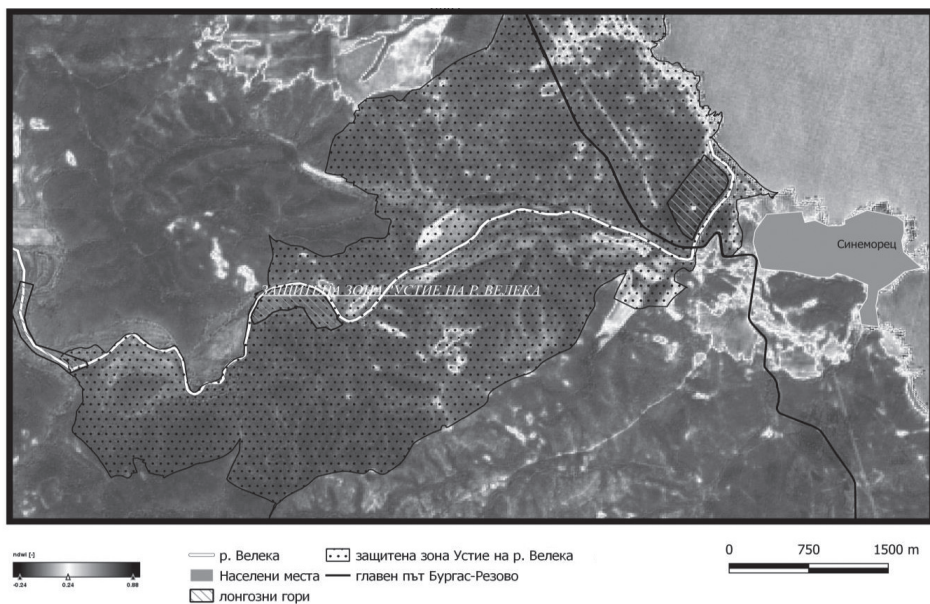 Синеморец
ЗАЩИТЕНА ЗОНА УСТИЕ НА Р. ВЕЛЕКА
ndwi [-]
-0.24 0.24 0.88
р. Велека
Населени места
лонгозни гори
защитена зона Устие на р. Велека
главен път Бургас-Резово
0 750 1500 m